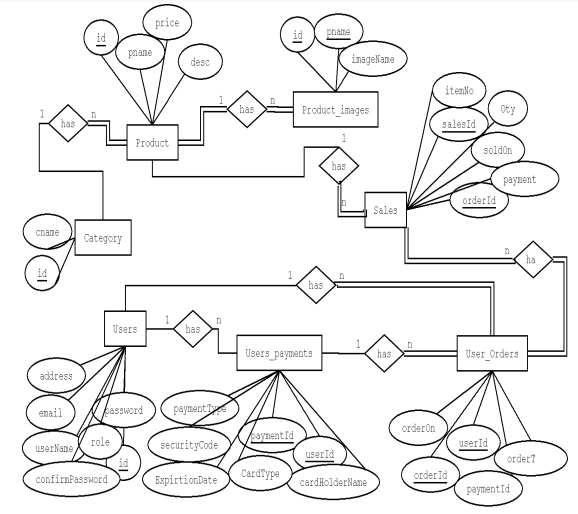 price
id
pname
desc
id
pname
imageName
itemNo
Qty
salesId
soldOn
payment
orderId
1
has
n
Product
1
has
n
Product_images
1
has
n
Sales
cname
id
Category
n
ha
1
has
n
Users
1
has
n
Users_payments
1
has
n
User_Orders
address
email
password
userName
role
id
confirmPassword
paymentType
paymentId
securityCode
userId
ExpirtionDate
CardType
cardHolderName
orderOn
userId
orderT
orderId
paymentId